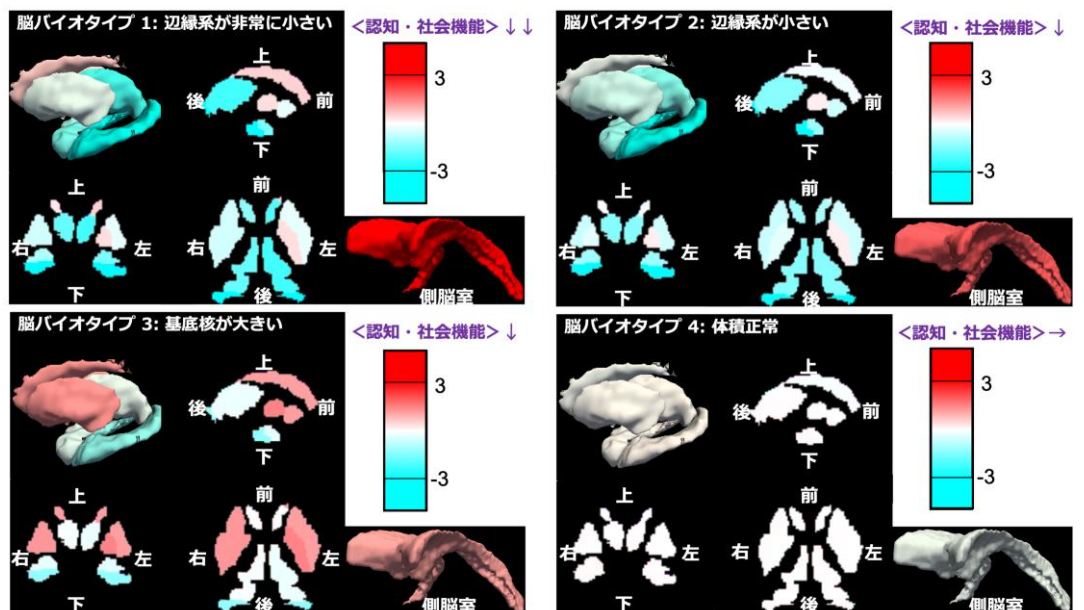 脳バイオタイプ 1: 辺縁系が非常に小さい
<認知・社会機能>↓↓
上
後
前
下
3
-3
上
右
左
下
前
右
左
後
側脳室
脳バイオタイプ 2: 辺縁系が小さい
<認知・社会機能>↓
上
後
前
下
3
-3
上
右
左
下
前
右
左
後
側脳室
脳バイオタイプ 3: 基底核が大きい
<認知・社会機能>↓
上
後
前
下
3
-3
上
右
左
下
前
右
左
後
側脳室
脳バイオタイプ 4: 体積正常
<認知・社会機能>→
上
後
前
下
3
-3
上
右
左
下
前
右
左
後
側脳室